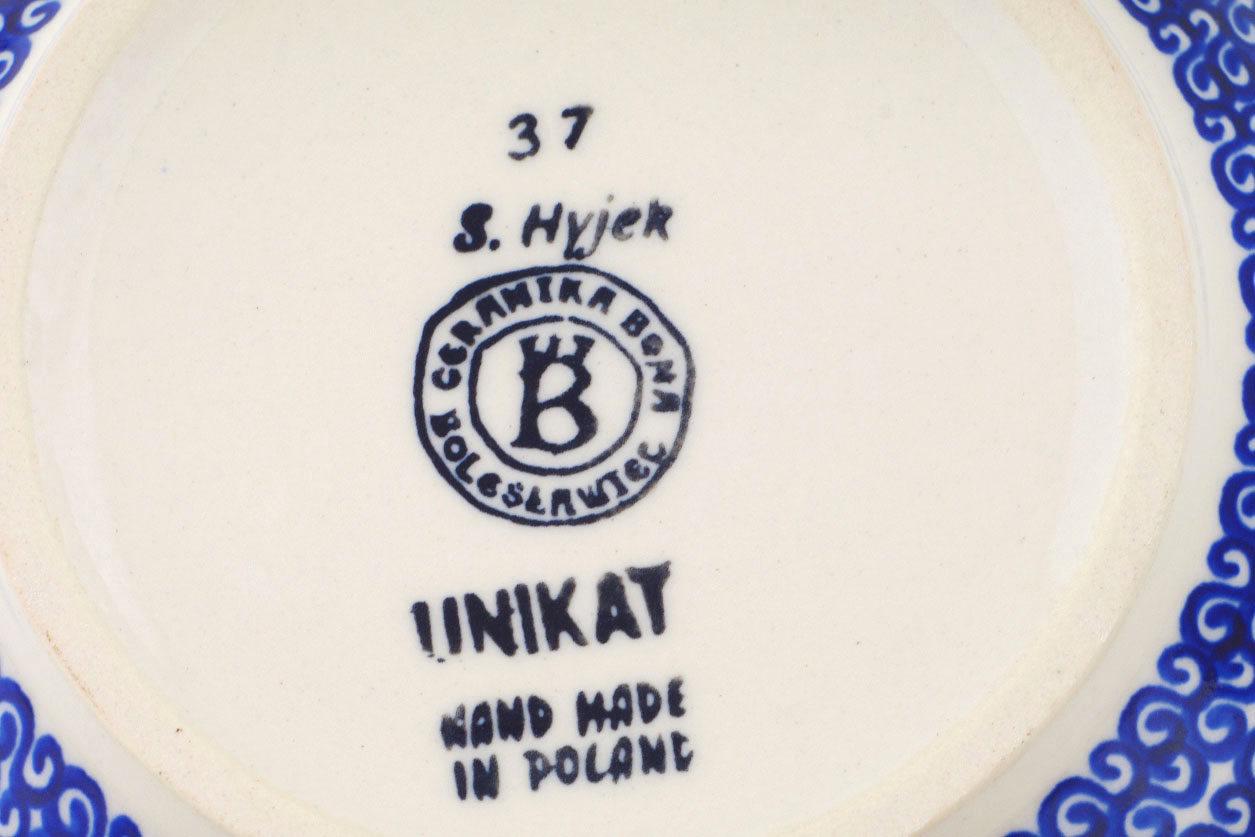 37
S. Hyjek
CERAMIKA BONA
BOLESŁAWIEC
B
UNIKAT
HAND MADE
IN POLAND